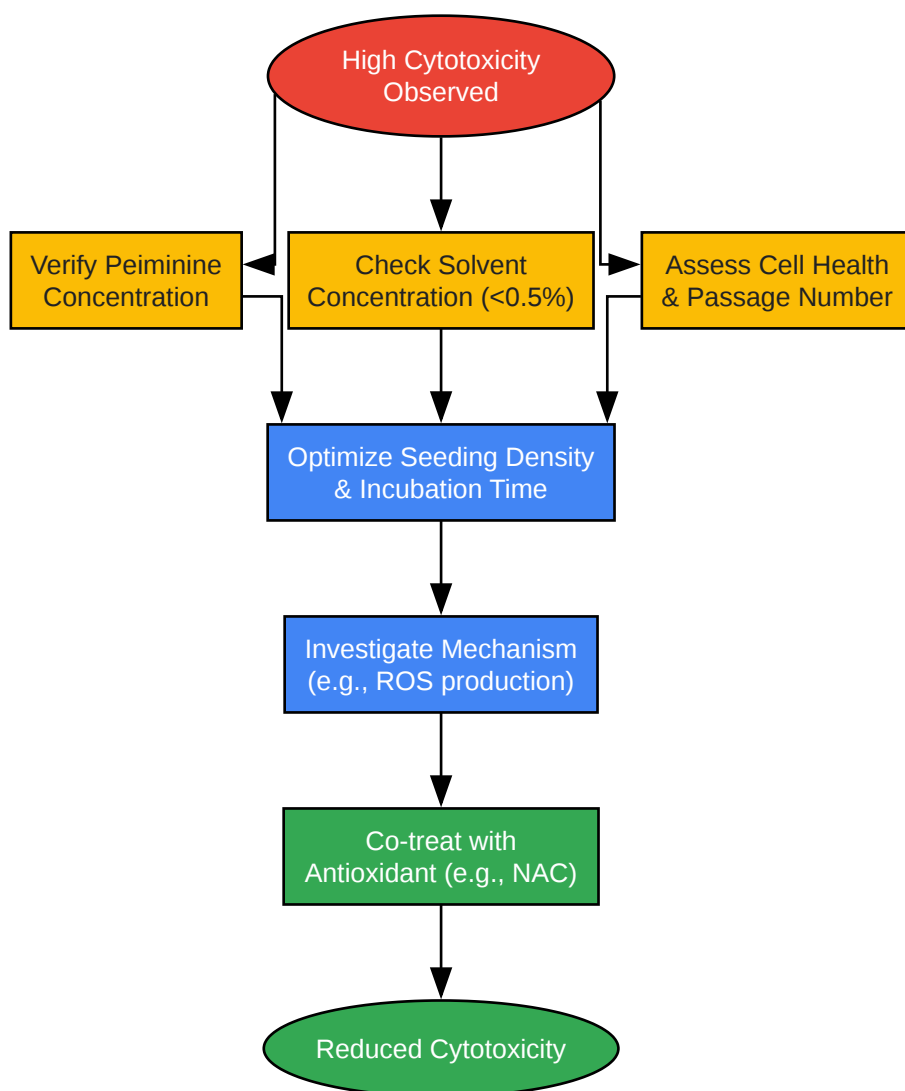 High Cytotoxicity
Observed
Verify Peiminine
Concentration
Check Solvent
Concentration (<0.5%)
Assess Cell Health
& Passage Number
Optimize Seeding Density
& Incubation Time
Investigate Mechanism
(e.g., ROS production)
Co-treat with
Antioxidant (e.g., NAC)
Reduced Cytotoxicity